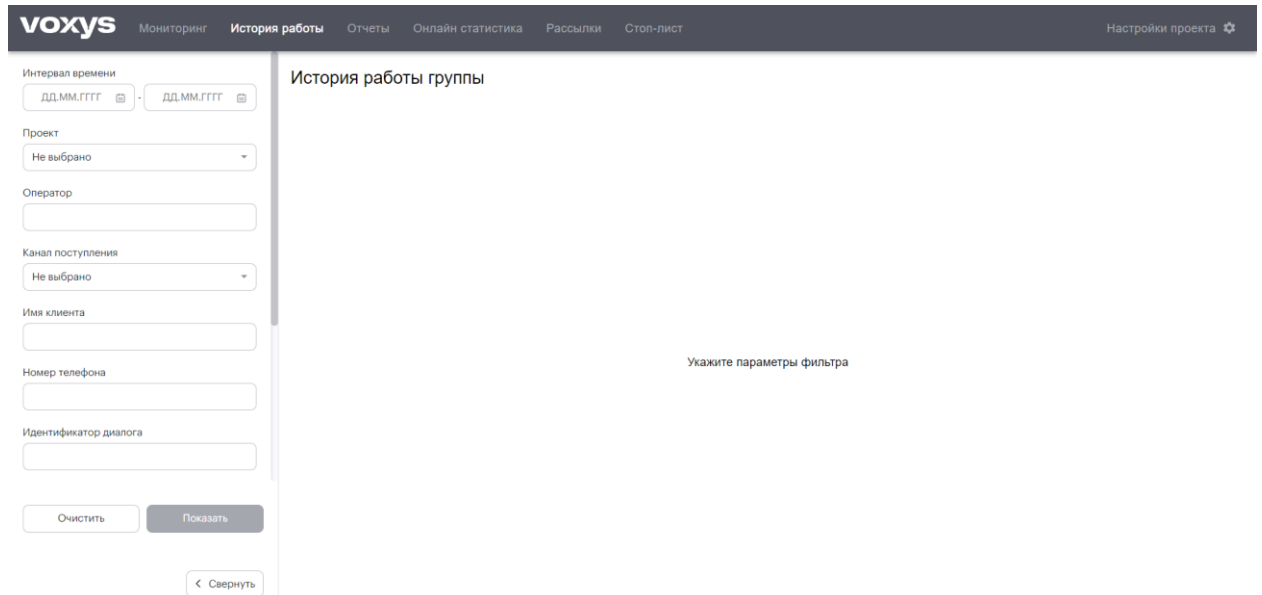 voxys Мониторинг История работы Отчеты Онлайн статистика Рассылки Стоп-лист Настройки проекта
Интервал времени
ДД.ММ.ГГГГ - ДД.ММ.ГГГГ
Проект
Не выбрано
Оператор
Канал поступления
Не выбрано
Имя клиента
Номер телефона
Идентификатор диалога
Очистить Показать
Свернуть
История работы группы
Укажите параметры фильтра